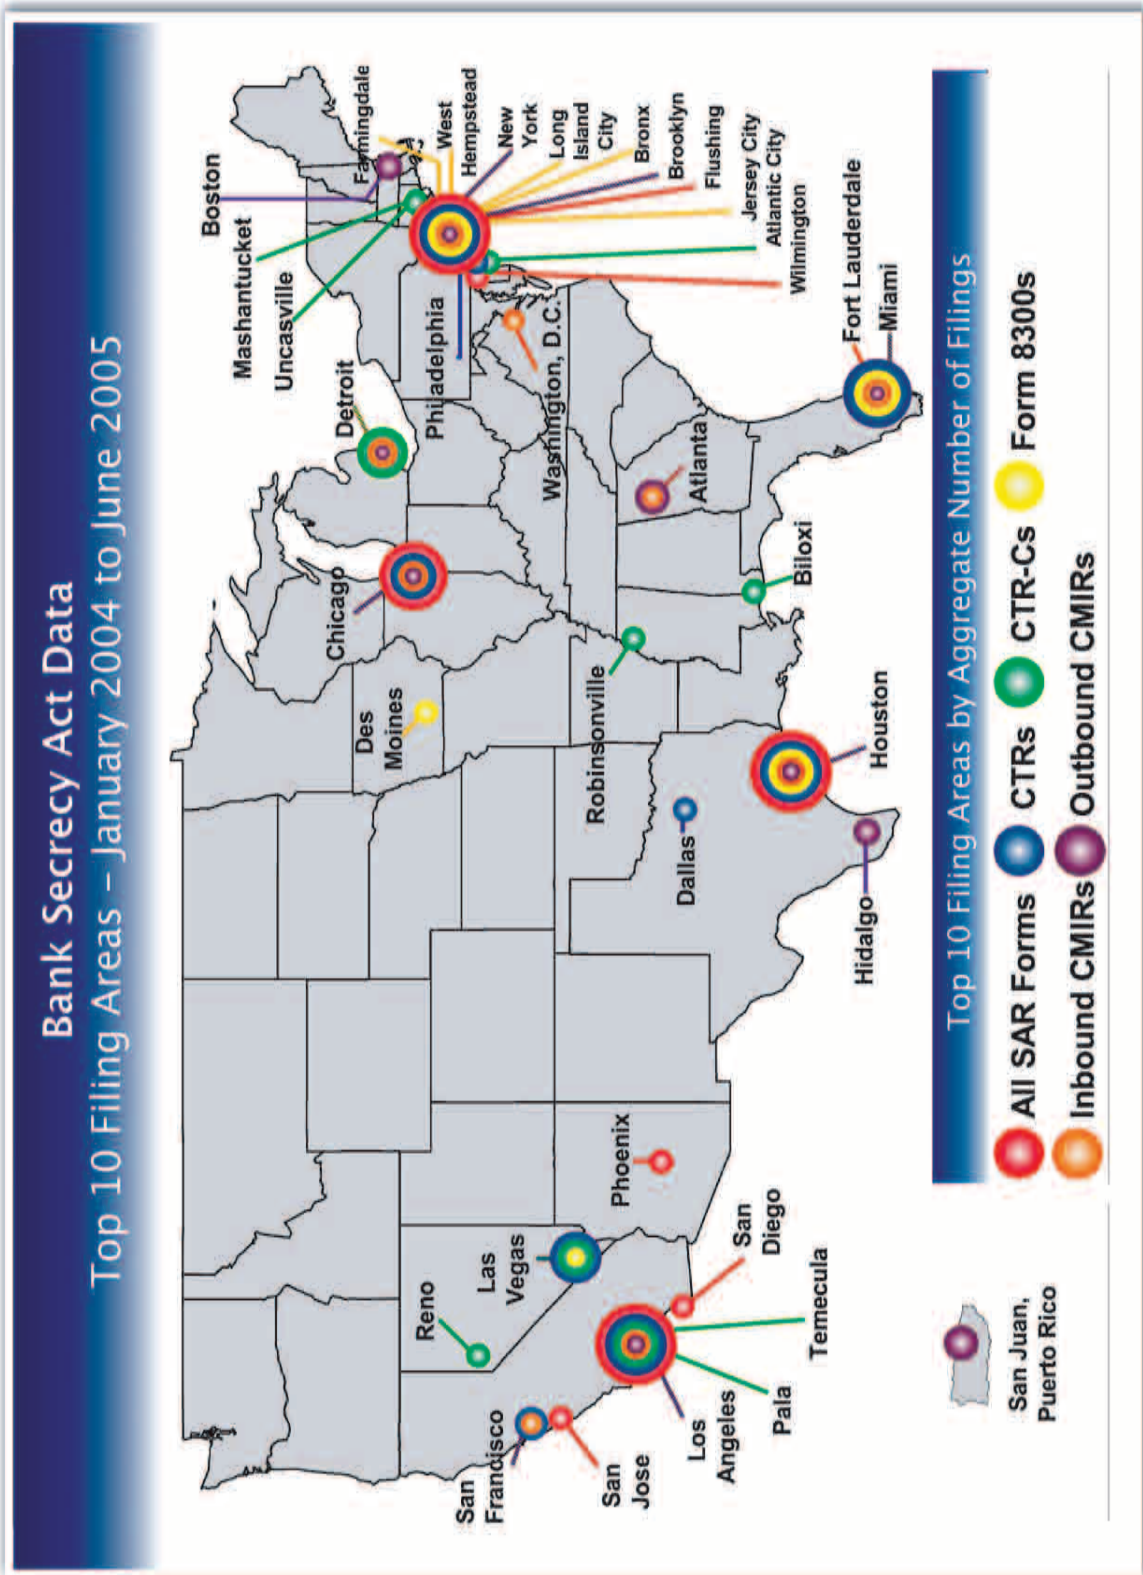 Bank Secrecy Act Data
Top 10 Filing Areas – January 2004 to June 2005
San
Francisco
San
Jose
Los
Angeles
Pala
Temecula
San
Diego
Reno
Las
Vegas
Phoenix
Hidalgo
Dallas
Houston
Robinsonville
Des
Moines
Chicago
Biloxi
Atlanta
Detroit
Philadelphia
Washington, D.C.
Fort Lauderdale
Miami
Mashantucket
Uncasville
Boston
Farmingdale
West
Hempstead
New
York
Long
Island
City
Bronx
Brooklyn
Flushing
Jersey City
Atlantic City
Wilmington
San Juan,
Puerto Rico
Top 10 Filing Areas by Aggregate Number of Filings
All SAR Forms CTRs CTR-Cs Form 8300s
Inbound CMIRs Outbound CMIRs